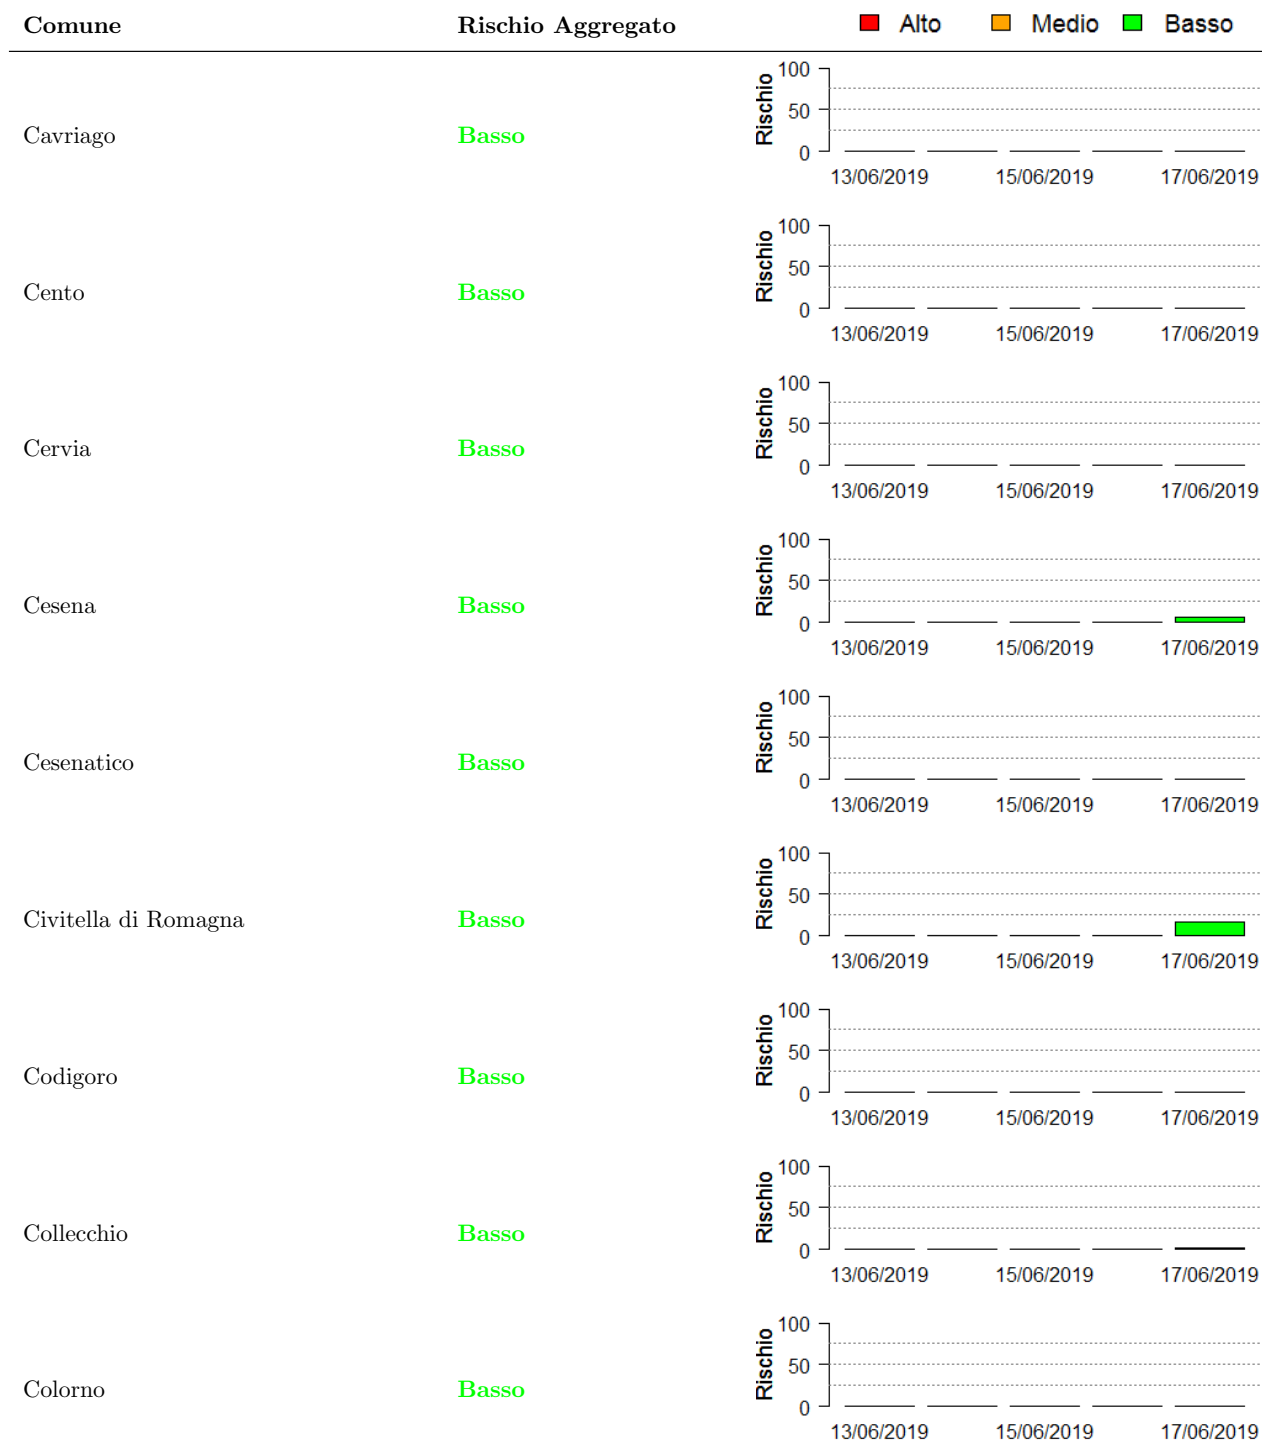 Comune Rischio Aggregato Alto Medio Basso
Cavriago Basso
Rischio
100
50
0
13/06/2019 15/06/2019 17/06/2019
Cento Basso
Rischio
100
50
0
13/06/2019 15/06/2019 17/06/2019
Cervia Basso
Rischio
100
50
0
13/06/2019 15/06/2019 17/06/2019
Cesena Basso
Rischio
100
50
0
13/06/2019 15/06/2019 17/06/2019
Cesenatico Basso
Rischio
100
50
0
13/06/2019 15/06/2019 17/06/2019
Civitella di Romagna Basso
Rischio
100
50
0
13/06/2019 15/06/2019 17/06/2019
Codigoro Basso
Rischio
100
50
0
13/06/2019 15/06/2019 17/06/2019
Collecchio Basso
Rischio
100
50
0
13/06/2019 15/06/2019 17/06/2019
Colorno Basso
Rischio
100
50
0
13/06/2019 15/06/2019 17/06/2019